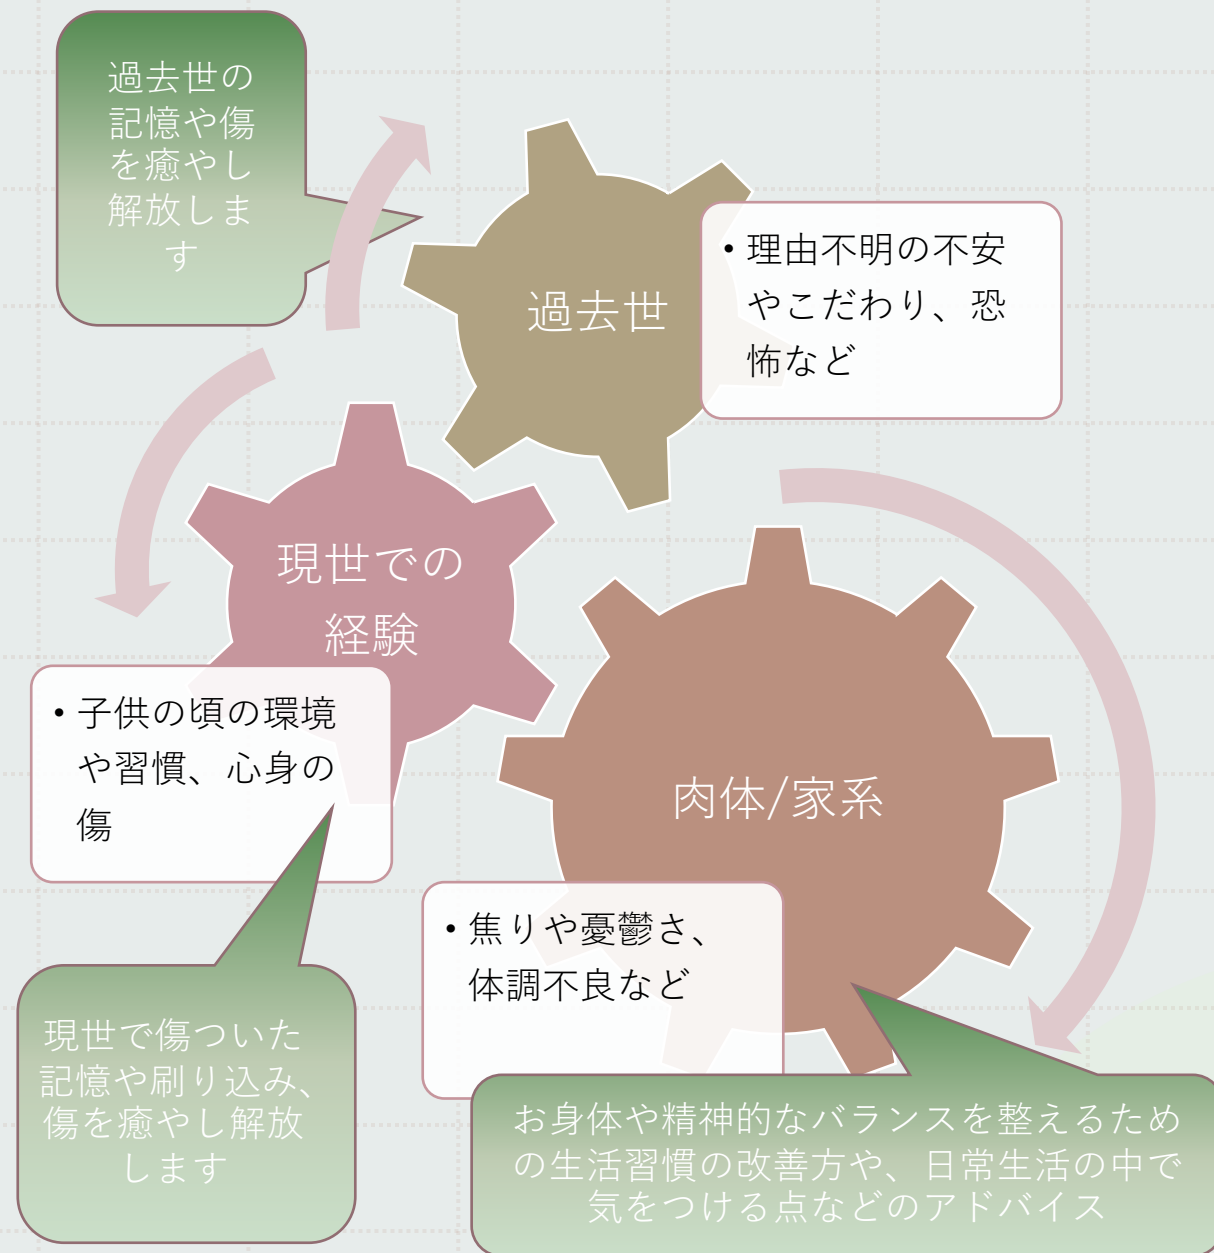 過去世の
記憶や傷
を癒やし
解放しま
す
過去世
• 理由不明の不安
やこだわり、恐
怖など
現世での
経験
• 子供の頃の環境
や習慣、心身の
傷
肉体/家系
• 焦りや憂鬱さ、
体調不良など
現世で傷ついた
記憶や刷り込み、
傷を癒やし解放
します
お身体や精神的なバランスを整えるため
の生活習慣の改善方や、日常生活の中で
気をつける点などのアドバイス